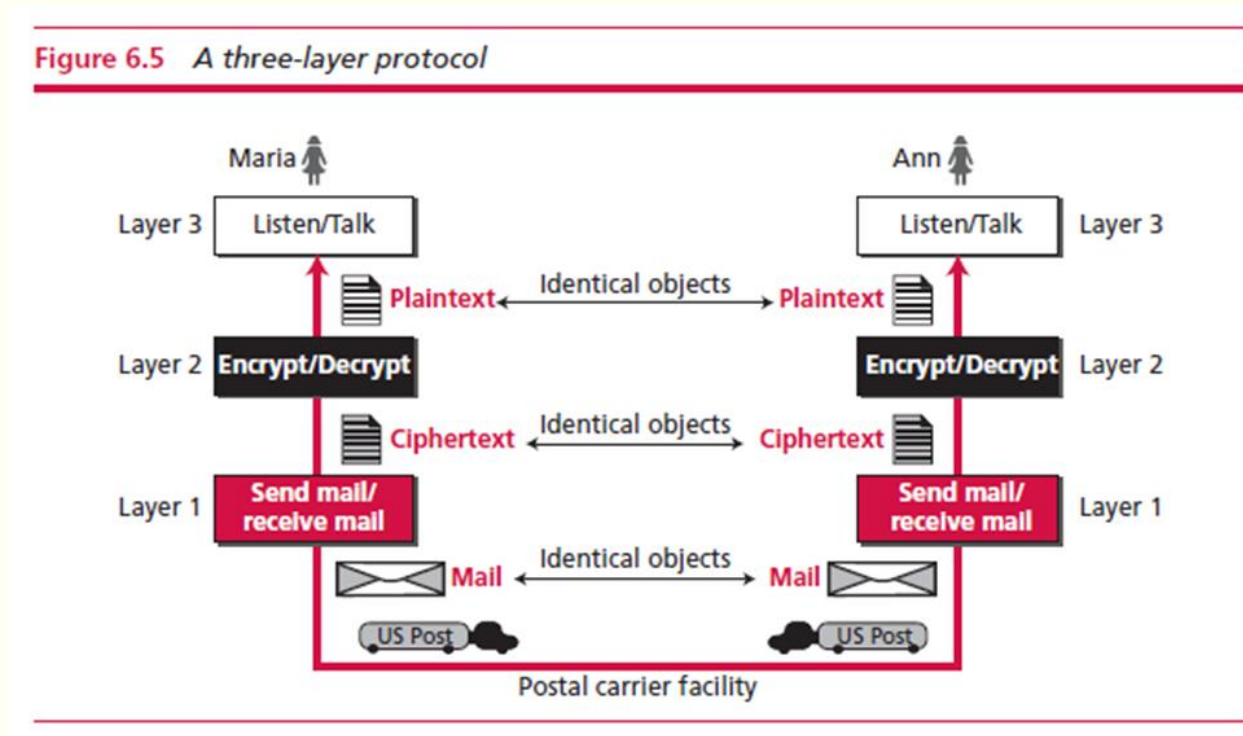 Figure 6.5 A three-layer protocol
Maria
Ann
Layer 3
Listen/Talk
Listen/Talk
Layer 3
Plaintext
Identical objects
Plaintext
Layer 2
Encrypt/Decrypt
Encrypt/Decrypt
Layer 2
Ciphertext
Identical objects
Ciphertext
Layer 1
Send mail/
receive mail
Send mail/
receive mail
Layer 1
Mail
Identical objects
Mail
US Post
US Post
Postal carrier facility